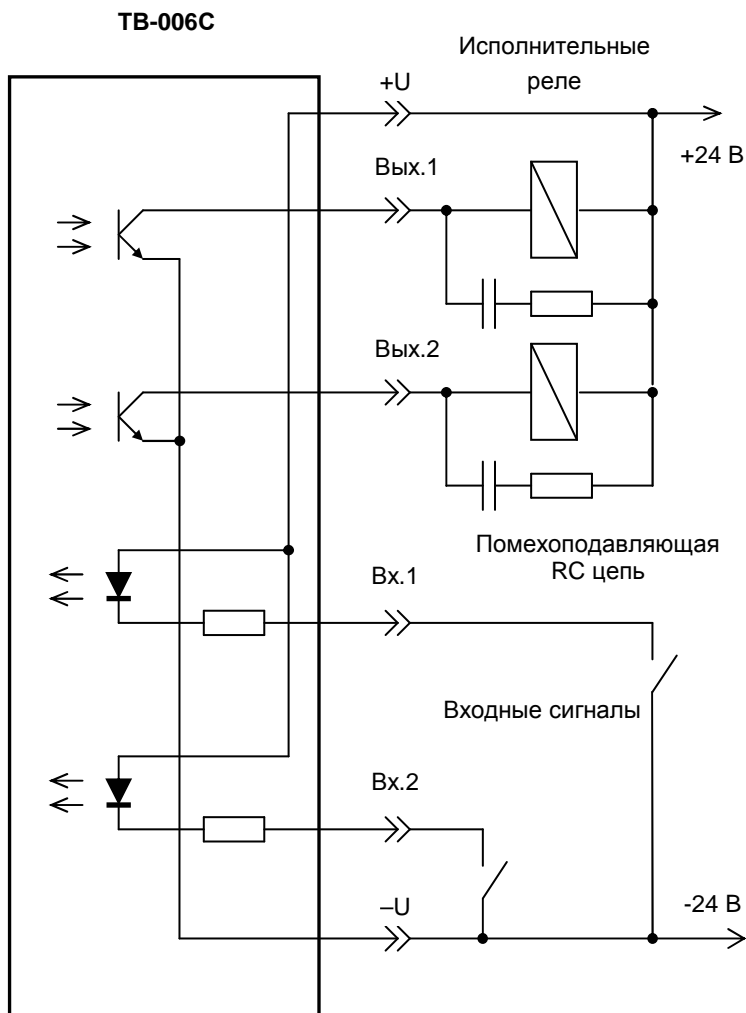 ТВ-006С
Исполнительные
реле
+U
+24 В
Вых.1
Вых.2
Помехоподавляющая
RC цепь
Вх.1
Входные сигналы
Вх.2
–U
-24 В